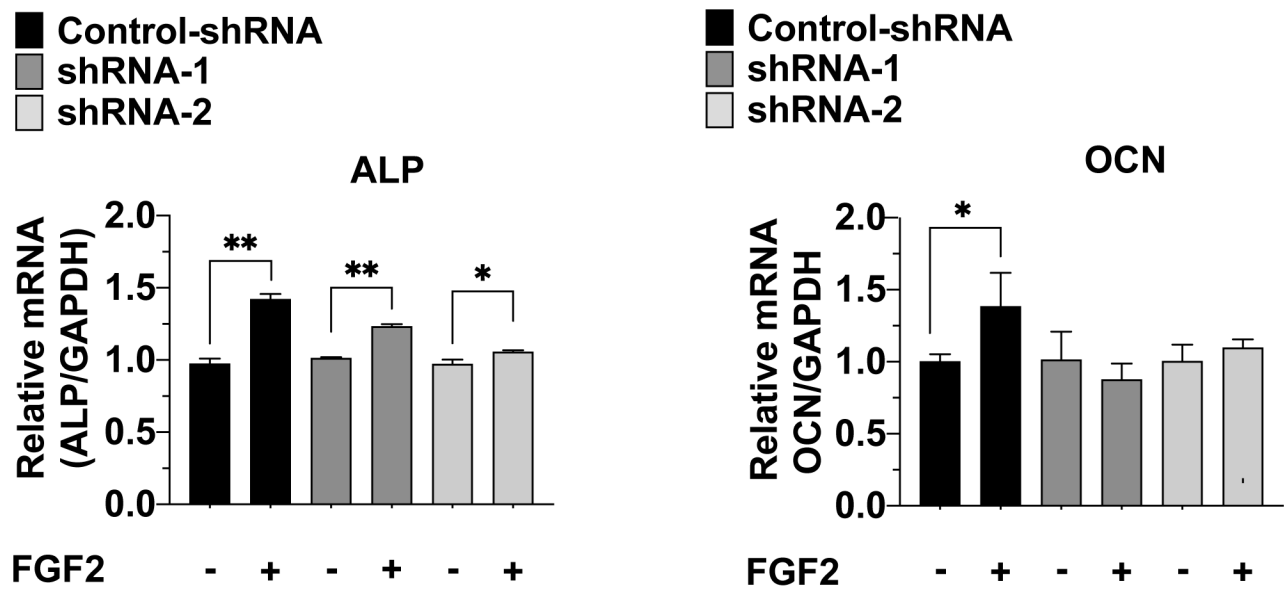 Control-shRNA
shRNA-1
shRNA-2
ALP
Relative mRNA
(ALP/GAPDH)
2.0
1.5
1.0
0.5
0.0
** ** *
FGF2 - + - + - +
Control-shRNA
shRNA-1
shRNA-2
OCN
Relative mRNA
OCN/GAPDH
2.0
1.5
1.0
0.5
0.0
*
FGF2 - + - + - +